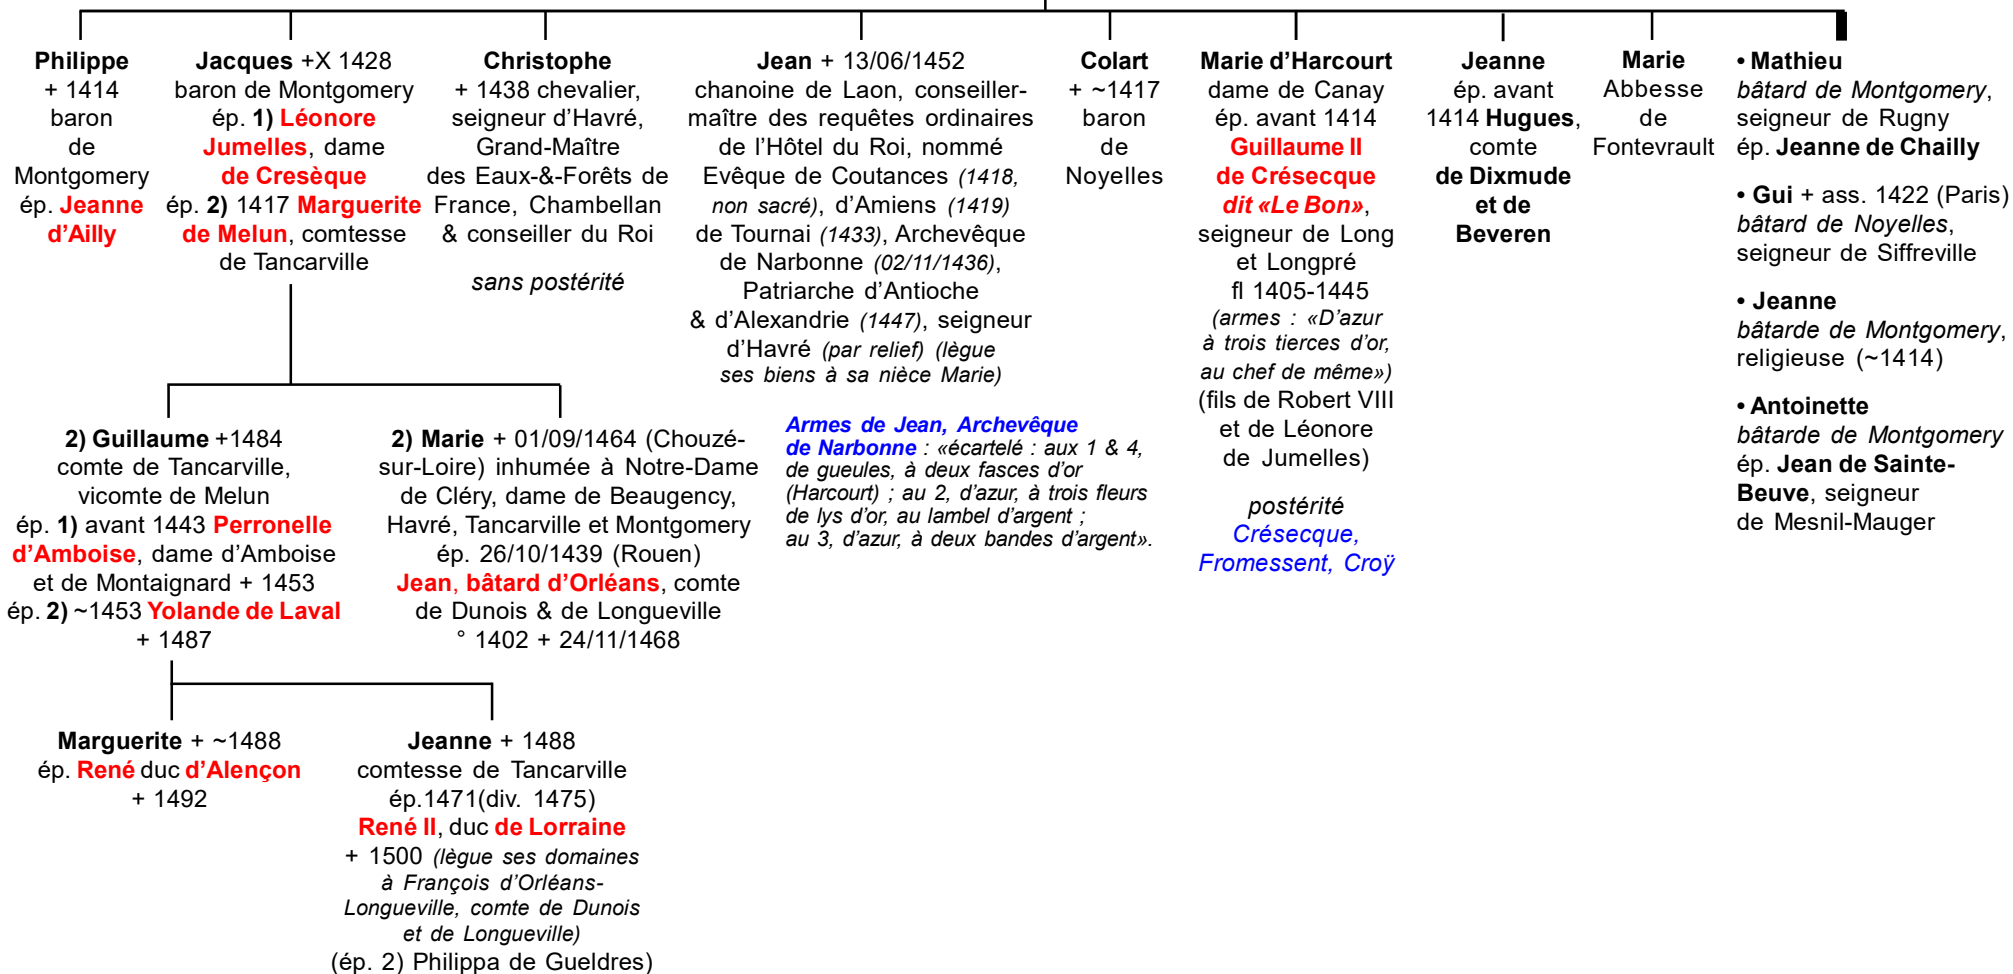 Philippe
+ 1414
baron
de
Montgomery
ép. Jeanne
d'Ailly
Jacques +X 1428
baron de Montgomery
ép. 1) Léonore
Jumelles, dame
de Cresèque
ép. 2) 1417 Marguerite
de Melun, comtesse
de Tancarville
Christophe
+ 1438 chevalier,
seigneur d'Havré,
Grand-Maître
des Eaux-&-Forêts de
France, Chambellan
& conseiller du Roi
sans postérité
Jean + 13/06/1452
chanoine de Laon, conseiller-
maître des requêtes ordinaires
de l'Hôtel du Roi, nommé
Evêque de Coutances (1418,
non sacré), d'Amiens (1419)
de Tournai (1433), Archevêque
de Narbonne (02/11/1436),
Patriarche d'Antioche
& d'Alexandrie (1447), seigneur
d'Havré (par relief) (lègue
ses biens à sa nièce Marie)
Colart
+ ~1417
baron
de
Noyelles
Marie d'Harcourt
dame de Canay
ép. avant 1414
Guillaume II
de Crésecque
dit «Le Bon»,
seigneur de Long
et Longpré
fl 1405-1445
(armes : «D'azur
à trois tierces d'or,
au chef de même»)
(fils de Robert VIII
et de Léonore
de Jumelles)
postérité
Crésecque,
Fromessent, Croÿ
Jeanne
ép. avant
1414 Hugues,
comte
de Dixmude
et de
Beveren
Marie
Abbesse
de
Fontevrault
• Mathieu
bâtard de Montgomery,
seigneur de Rugny
ép. Jeanne de Chailly
• Gui + ass. 1422 (Paris)
bâtard de Noyelles,
seigneur de Siffreville
• Jeanne
bâtarde de Montgomery,
religieuse (~1414)
• Antoinette
bâtarde de Montgomery
ép. Jean de Sainte-
Beuve, seigneur
de Mesnil-Mauger
2) Guillaume +1484
comte de Tancarville,
vicomte de Melun
ép. 1) avant 1443 Perronelle
d'Amboise, dame d'Amboise
et de Montaignard + 1453
ép. 2) ~1453 Yolande de Laval
+ 1487
2) Marie + 01/09/1464 (Chouzé-
sur-Loire) inhumée à Notre-Dame
de Cléry, dame de Beaugency,
Havré, Tancarville et Montgomery
ép. 26/10/1439 (Rouen)
Jean, bâtard d'Orléans, comte
de Dunois & de Longueville
° 1402 + 24/11/1468
Armes de Jean, Archevêque
de Narbonne : «écartelé : aux 1 & 4,
de gueules, à deux fasces d'or
(Harcourt) ; au 2, d'azur, à trois fleurs
de lys d'or, au lambel d'argent ;
au 3, d'azur, à deux bandes d'argent».
Marguerite + ~1488
ép. René duc d'Alençon
+ 1492
Jeanne + 1488
comtesse de Tancarville
ép.1471(div. 1475)
René II, duc de Lorraine
+ 1500 (lègue ses domaines
à François d'Orléans-
Longueville, comte de Dunois
et de Longueville)
(ép. 2) Philippa de Gueldres)